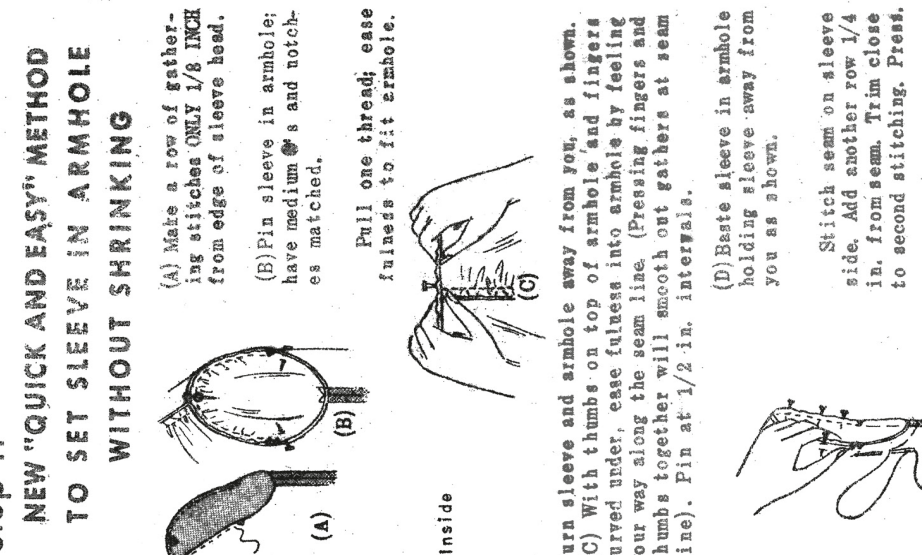 NEW "QUICK AND EASY" METHOD
TO SET SLEEVE IN ARMHOLE
WITHOUT SHRINKING
(A) Make a row of gather-
ing stitches ONLY 1/8 INCH
from edge of sleeve head.
(B) Pin sleeve in armhole;
have medium ●'s and notch-
es matched.
Pull one thread; ease
fulness to fit armhole.
(A)
(B)
(C)
Inside
urn sleeve and armhole away from you, as shown.
C) With thumbs on top of armhole and fingers
urved under, ease fulness into armhole by feeling
our way along the seam line. (Pressing fingers and
humbs together will smooth out gathers at seam
ine). Pin at 1/2 in. intervals.
(D) Baste sleeve in armhole
holding sleeve away from
you as shown.
Stitch seam on sleeve
side. Add another row 1/4
in. from seam. Trim close
to second stitching. Press.